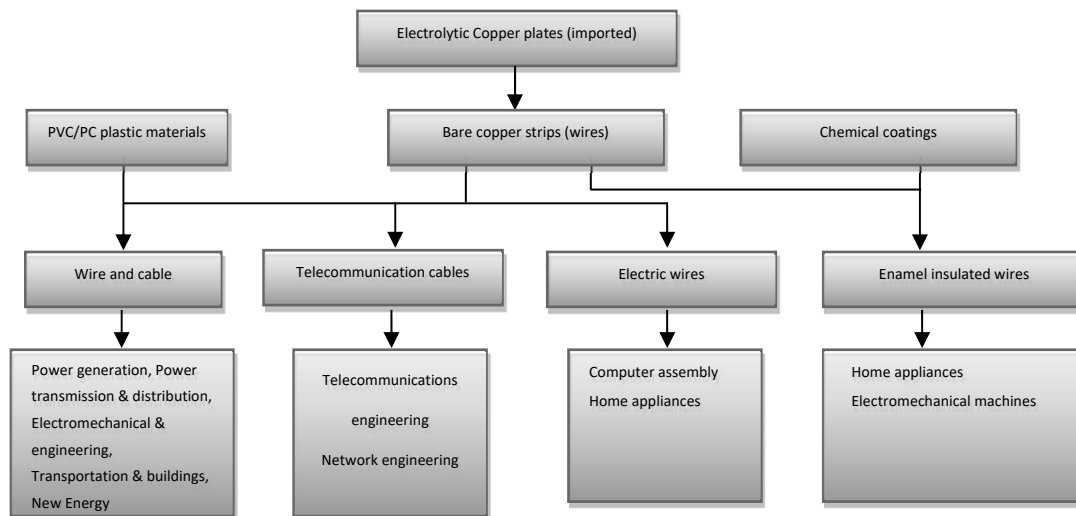 Electrolytic Copper plates (imported)
PVC/PC plastic materials
Bare copper strips (wires)
Chemical coatings
Wire and cable
Telecommunication cables
Electric wires
Enamel insulated wires
Power generation, Power
transmission & distribution,
Electromechanical &
engineering,
Transportation & buildings,
New Energy
Telecommunications
engineering
Network engineering
Computer assembly
Home appliances
Home appliances
Electromechanical machines